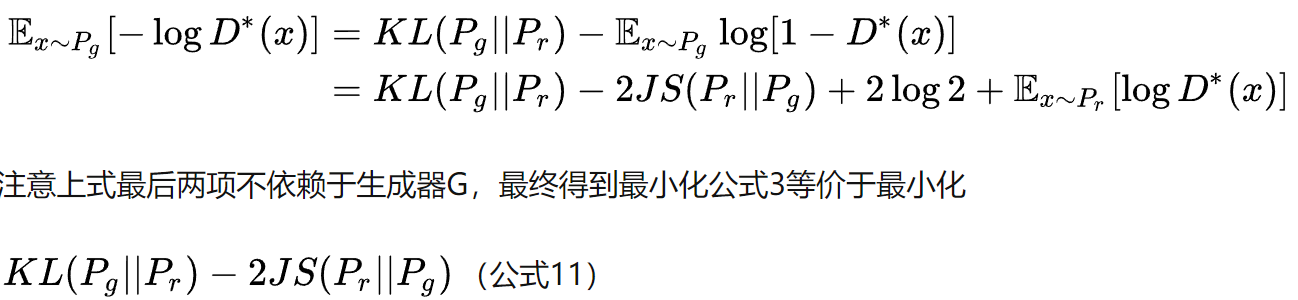 𝔼ₓ∼P_g[− log D*(x)] = KL(P_g||P_r) − 𝔼ₓ∼P_g log[1 − D*(x)]
= KL(P_g||P_r) − 2JS(P_r||P_g) + 2 log 2 + 𝔼ₓ∼P_r[log D*(x)]
注意上式最后两项不依赖于生成器G，最终得到最小化公式3等价于最小化
KL(P_g||P_r) − 2JS(P_r||P_g)（公式11）